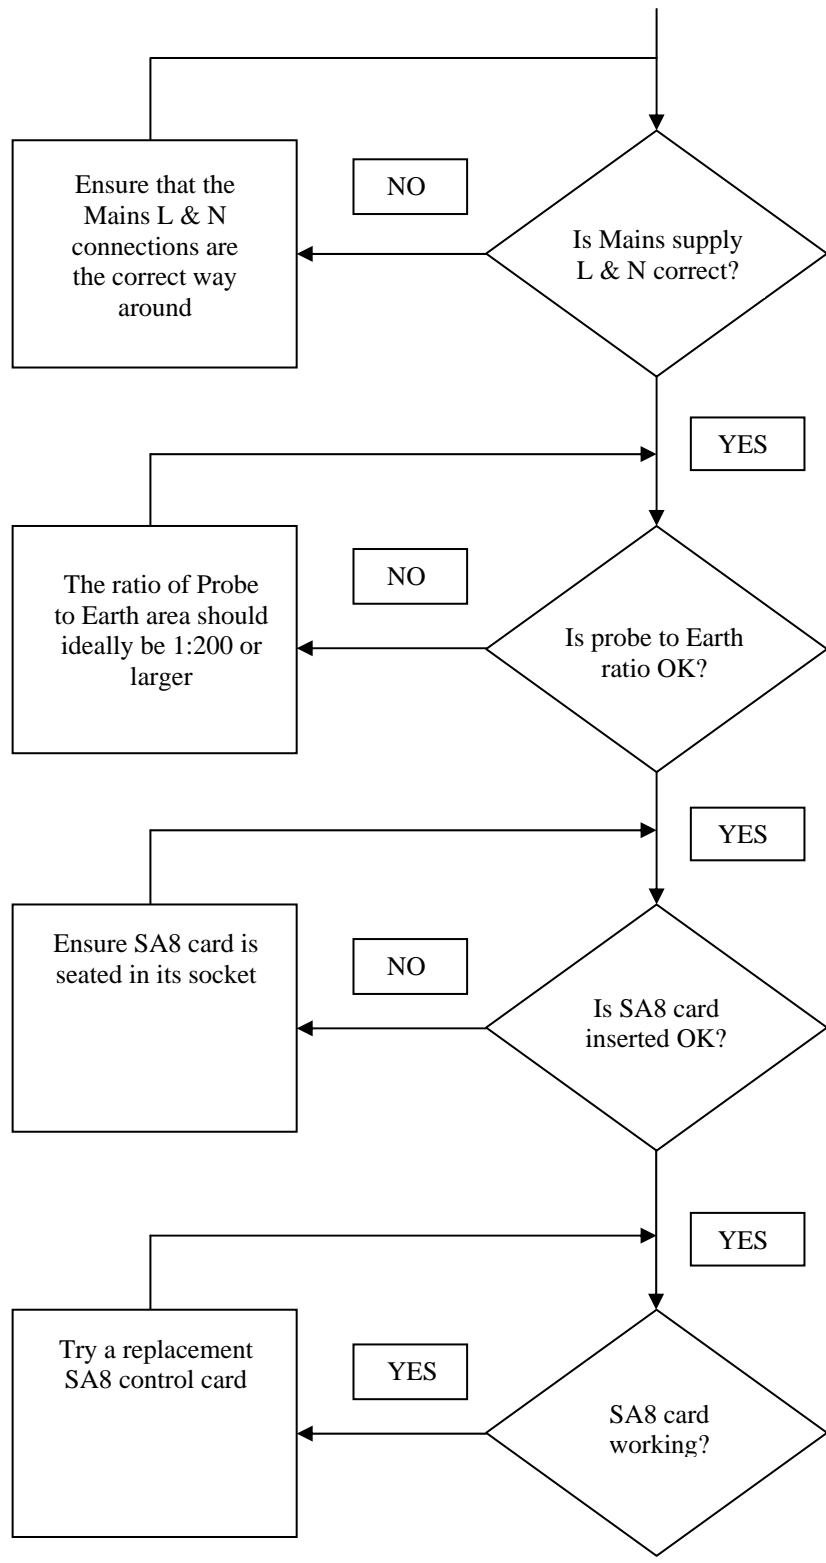 Ensure that the
Mains L & N
connections are
the correct way
around
NO
Is Mains supply
L & N correct?
YES
The ratio of Probe
to Earth area should
ideally be 1:200 or
larger
NO
Is probe to Earth
ratio OK?
YES
Ensure SA8 card is
seated in its socket
NO
Is SA8 card
inserted OK?
YES
Try a replacement
SA8 control card
YES
SA8 card
working?